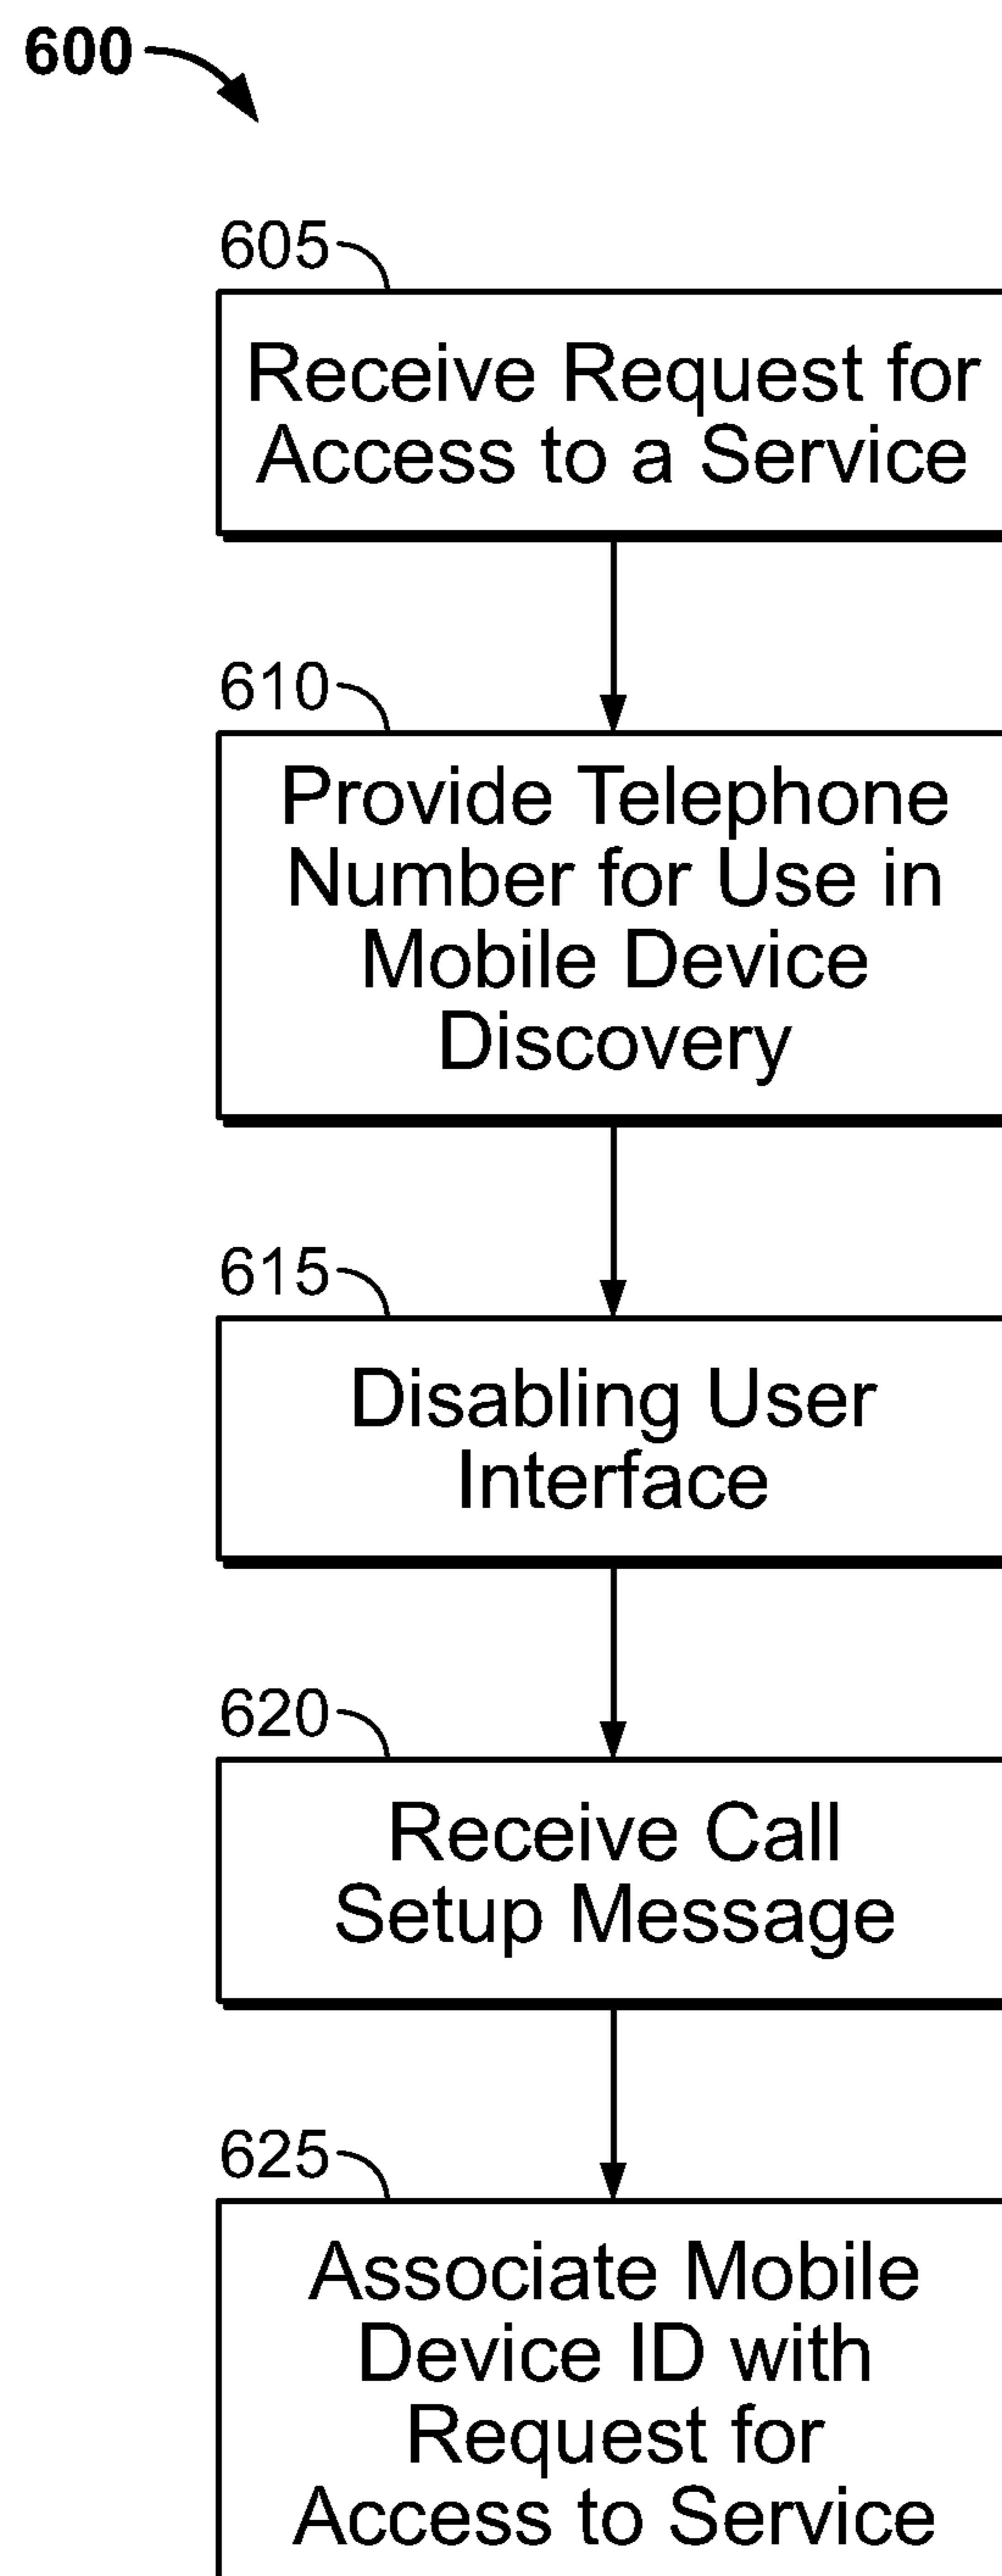 600
605
Receive Request for
Access to a Service
610
Provide Telephone
Number for Use in
Mobile Device
Discovery
615
Disabling User
Interface
620
Receive Call
Setup Message
625
Associate Mobile
Device ID with
Request for
Access to Service